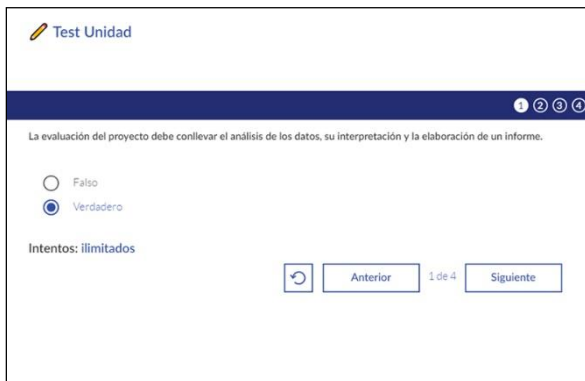 Test Unidad
1 2 3 4
La evaluación del proyecto debe conllevar el análisis de los datos, su interpretación y la elaboración de un informe.
Falso
Verdadero
Intentos: ilimitados
Anterior 1 de 4 Siguiente